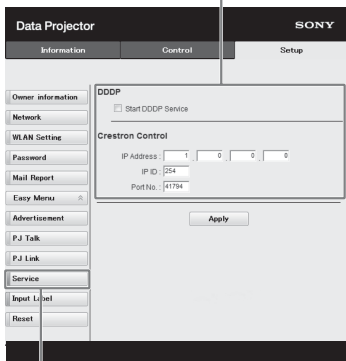 Data Projector
SONY
Information
Control
Setup
Owner information
Network
WLAN Setting
Password
Mail Report
Easy Menu
Advertisement
PJ Talk
PJ Link
Service
Input Label
Reset
DDDP
Start DDDP Service
Crestron Control
IP Address : 1 . 0 . 0 . 0
IP ID : 254
Port No. : 41794
Apply